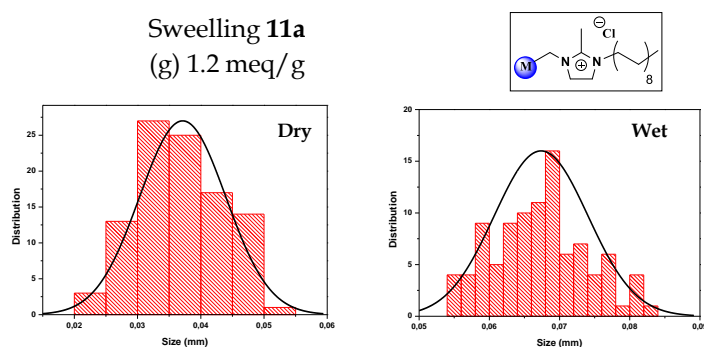 Sweelling 11a
(g) 1.2 meq/g
M
N
N
⊕
⊖
Cl
8
Dry
Distribution
25
20
15
10
5
0
0,02 0,03 0,04 0,05 0,06
Size (mm)
Wet
Distribution
20
15
10
5
0
0,05 0,06 0,07 0,08 0,09
Size (mm)